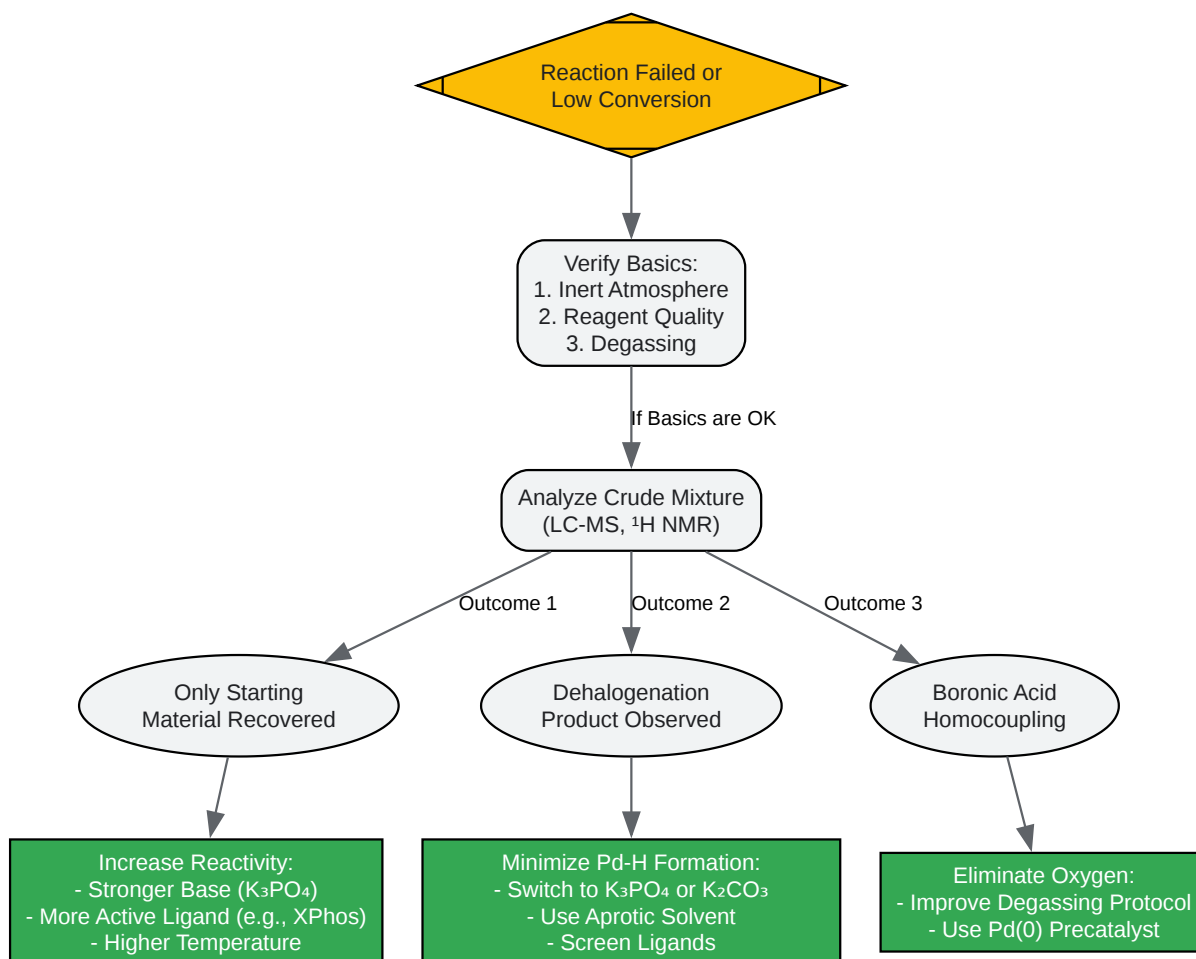 Reaction Failed or
Low Conversion
Verify Basics:
1. Inert Atmosphere
2. Reagent Quality
3. Degassing
If Basics are OK
Analyze Crude Mixture
(LC-MS, ¹H NMR)
Outcome 1
Outcome 2
Outcome 3
Only Starting
Material Recovered
Dehalogenation
Product Observed
Boronic Acid
Homocoupling
Increase Reactivity:
- Stronger Base (K₃PO₄)
- More Active Ligand (e.g., XPhos)
- Higher Temperature
Minimize Pd-H Formation:
- Switch to K₃PO₄ or K₂CO₃
- Use Aprotic Solvent
- Screen Ligands
Eliminate Oxygen:
- Improve Degassing Protocol
- Use Pd(0) Precatalyst